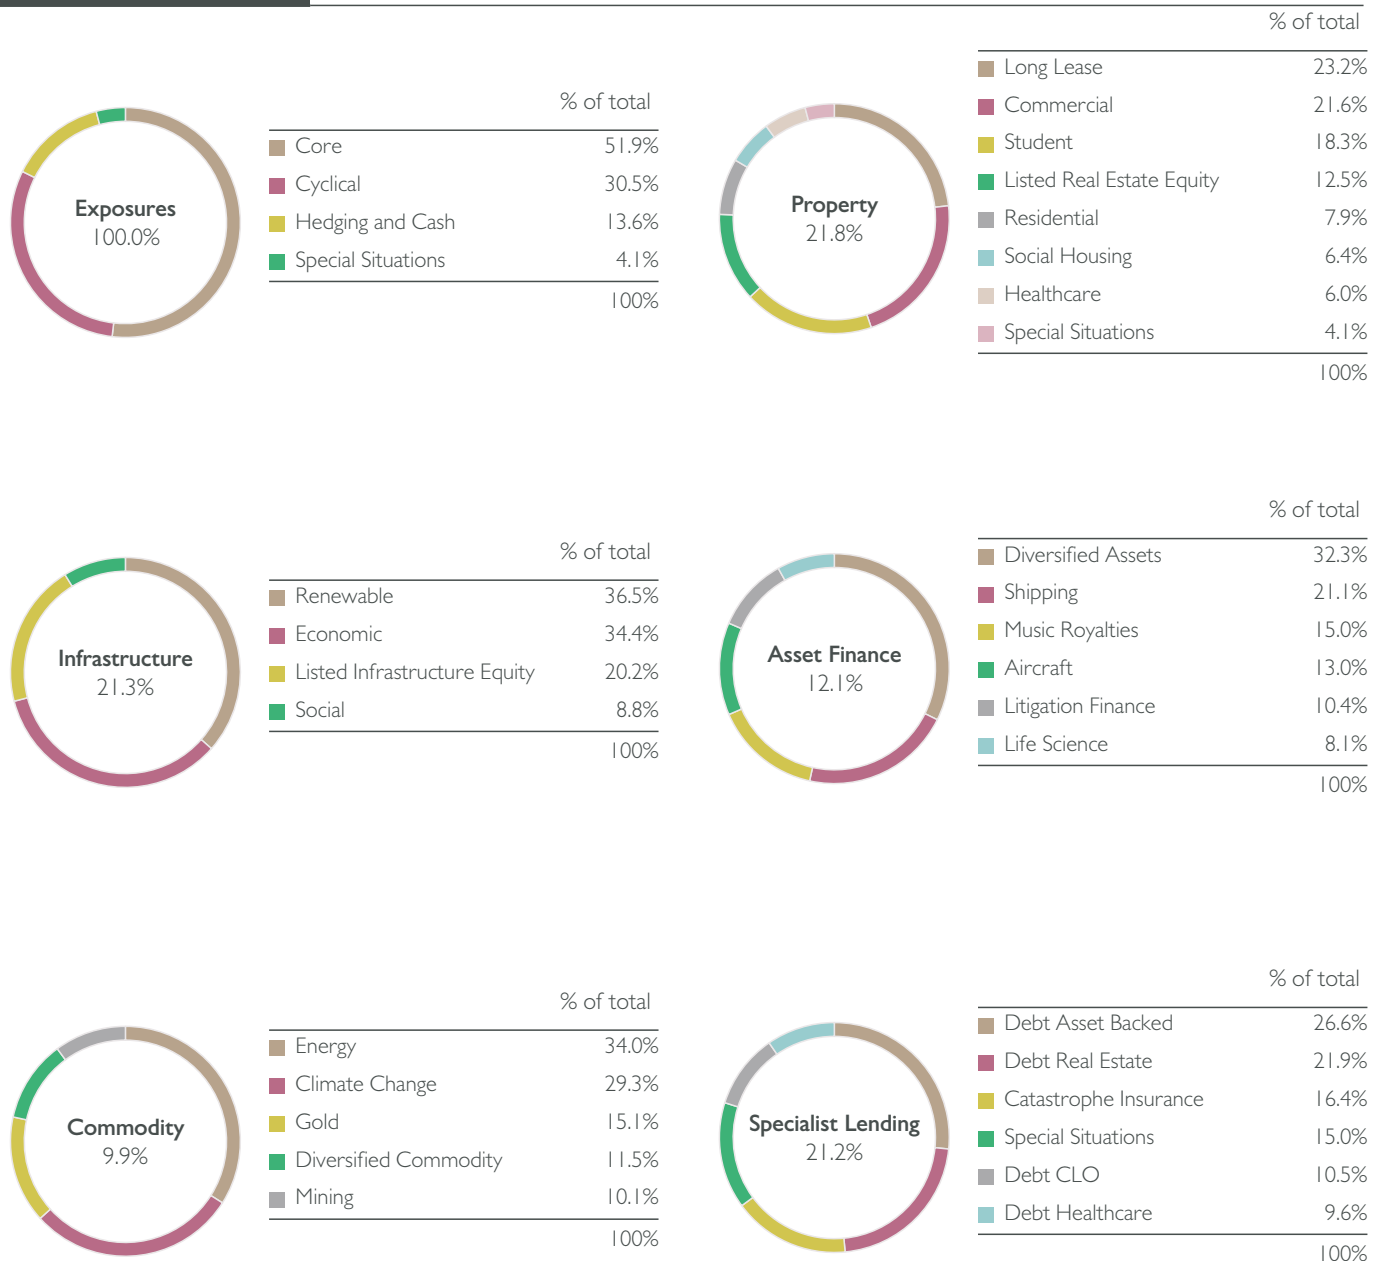 % of total
Exposures
100.0%
Core 51.9%
Cyclical 30.5%
Hedging and Cash 13.6%
Special Situations 4.1%
100%
% of total
Property
21.8%
Long Lease 23.2%
Commercial 21.6%
Student 18.3%
Listed Real Estate Equity 12.5%
Residential 7.9%
Social Housing 6.4%
Healthcare 6.0%
Special Situations 4.1%
100%
% of total
Infrastructure
21.3%
Renewable 36.5%
Economic 34.4%
Listed Infrastructure Equity 20.2%
Social 8.8%
100%
% of total
Asset Finance
12.1%
Diversified Assets 32.3%
Shipping 21.1%
Music Royalties 15.0%
Aircraft 13.0%
Litigation Finance 10.4%
Life Science 8.1%
100%
% of total
Commodity
9.9%
Energy 34.0%
Climate Change 29.3%
Gold 15.1%
Diversified Commodity 11.5%
Mining 10.1%
100%
% of total
Specialist Lending
21.2%
Debt Asset Backed 26.6%
Debt Real Estate 21.9%
Catastrophe Insurance 16.4%
Special Situations 15.0%
Debt CLO 10.5%
Debt Healthcare 9.6%
100%